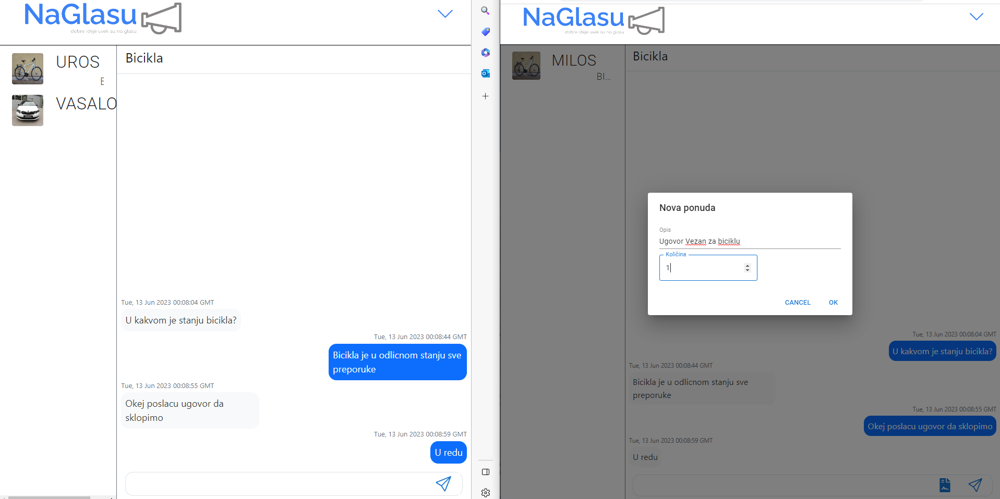 NaGlasu
dobre ideje uvek su na glasu
UROS
VASALO
Bicikla
Tue, 13 Jun 2023 00:08:04 GMT
U kakvom je stanju bicikla?
Tue, 13 Jun 2023 00:08:44 GMT
Bicikla je u odlicnom stanju sve
preporuke
Tue, 13 Jun 2023 00:08:55 GMT
Okej poslacu ugovor da
sklopimo
Tue, 13 Jun 2023 00:08:59 GMT
U redu
NaGlasu
dobre ideje uvek su na glasu
MILOS
BI...
Bicikla
Nova ponuda
Opis
Ugovor Vezan za biciklu
Količina
1
CANCEL
OK
Tue, 13 Jun 2023 00:08:04 GMT
U kakvom je stanju bicikla?
Tue, 13 Jun 2023 00:08:44 GMT
Bicikla je u odlicnom stanju sve
preporuke
Tue, 13 Jun 2023 00:08:55 GMT
Okej poslacu ugovor da sklopimo
Tue, 13 Jun 2023 00:08:59 GMT
U redu